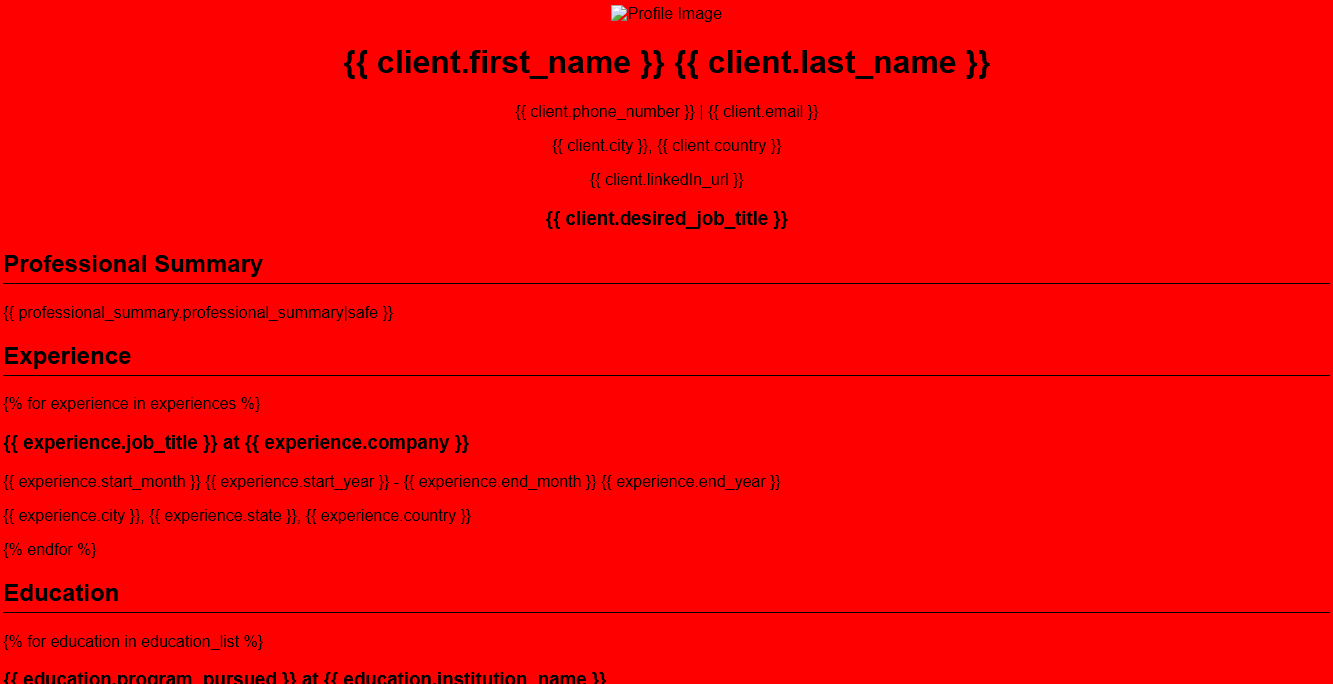 Profile Image
{{ client.first_name }} {{ client.last_name }}
{{ client.phone_number }} | {{ client.email }}
{{ client.city }}, {{ client.country }}
{{ client.linkedIn_url }}
{{ client.desired_job_title }}
Professional Summary
{{ professional_summary.professional_summary|safe }}
Experience
{% for experience in experiences %}
{{ experience.job_title }} at {{ experience.company }}
{{ experience.start_month }} {{ experience.start_year }} - {{ experience.end_month }} {{ experience.end_year }}
{{ experience.city }}, {{ experience.state }}, {{ experience.country }}
{% endfor %}
Education
{% for education in education_list %}
{{ education.program_pursued }} at {{ education.institution_name }}